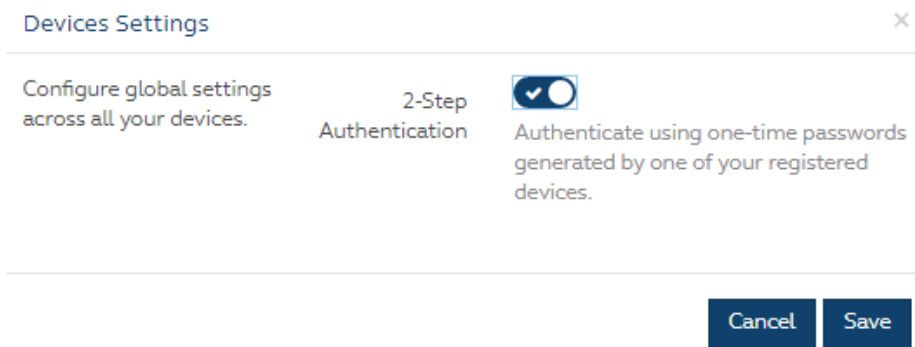 Devices Settings
Configure global settings
across all your devices.
2-Step
Authentication
Authenticate using one-time passwords
generated by one of your registered
devices.
Cancel
Save